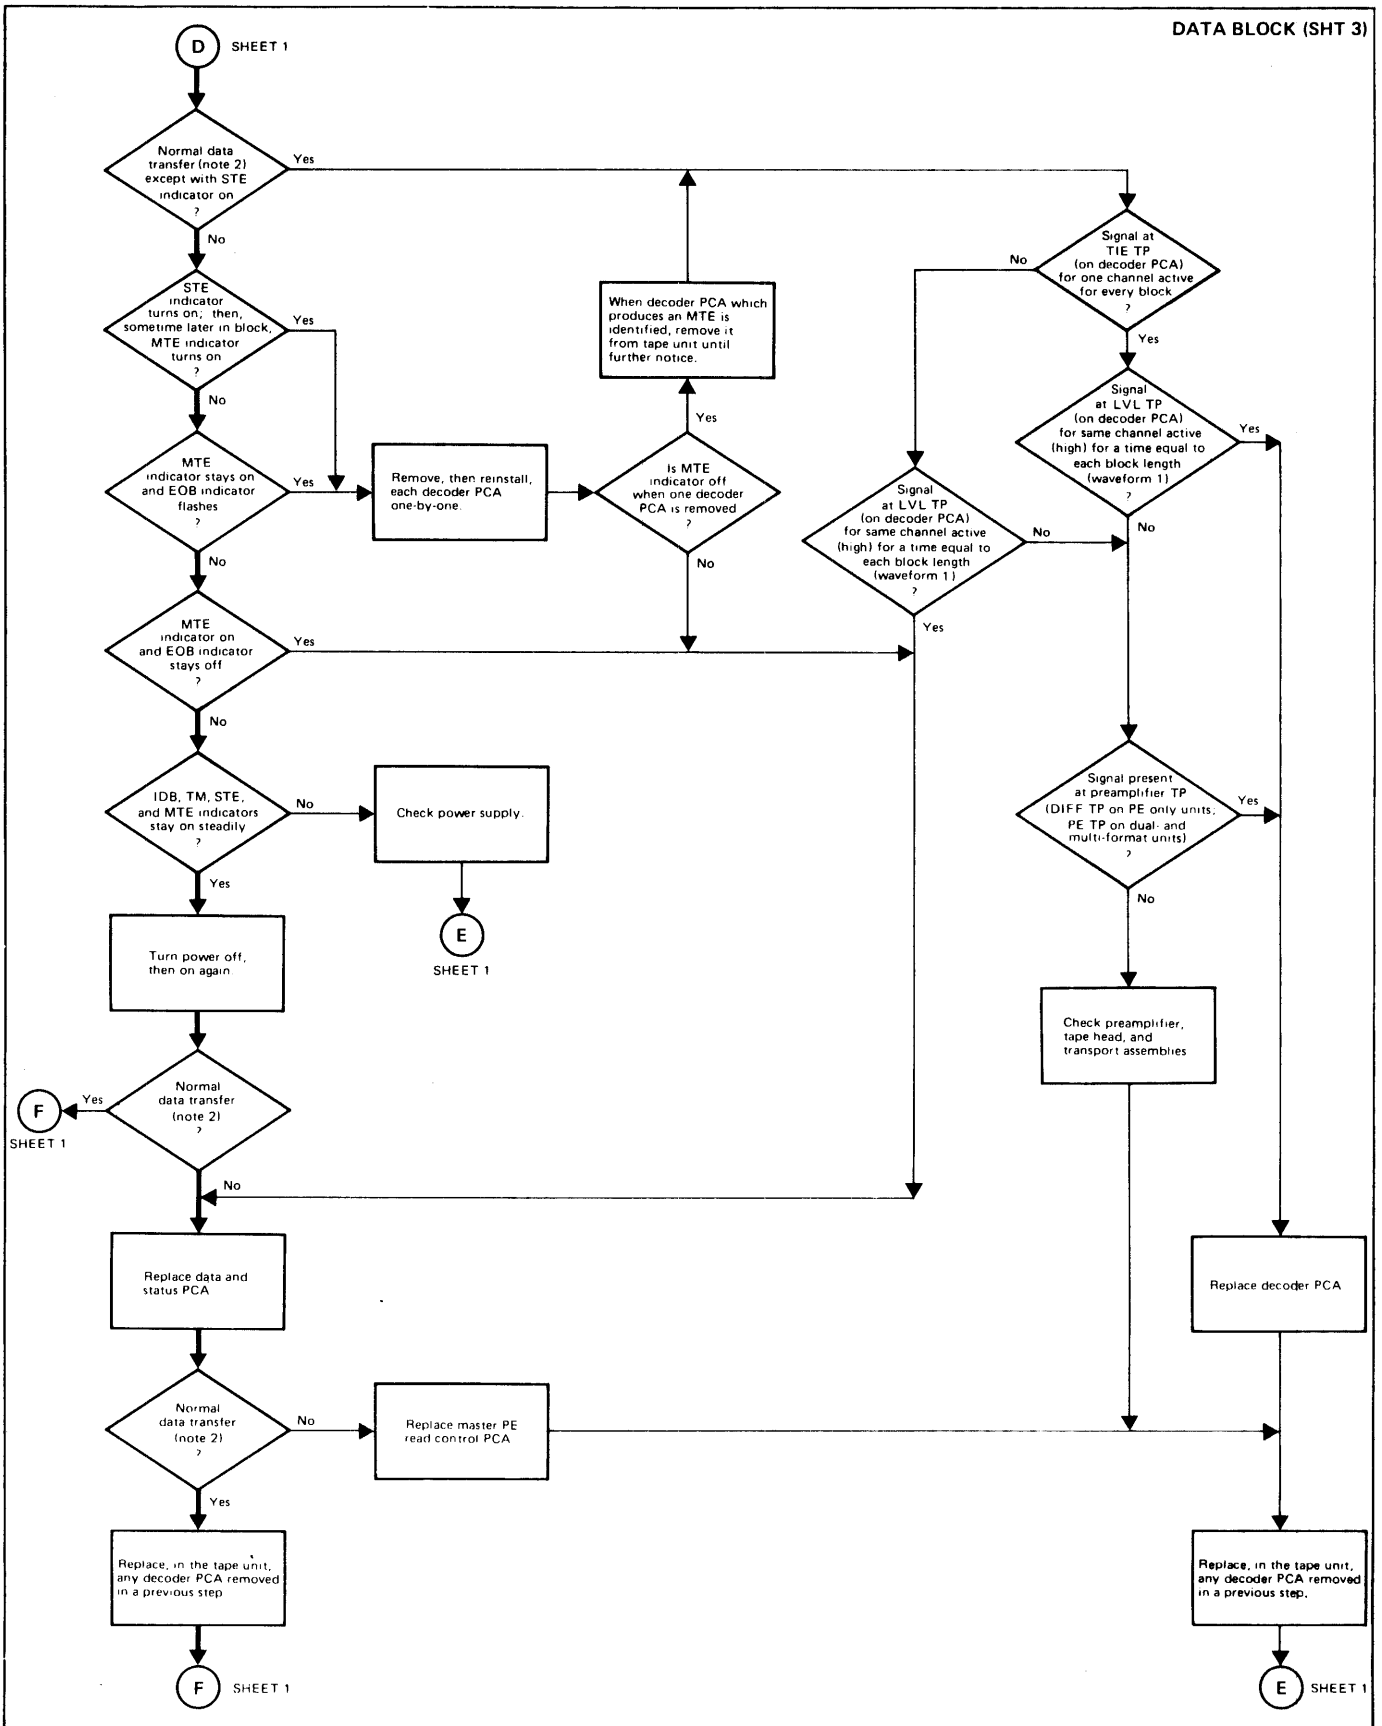 DATA BLOCK (SHT 3)
D
SHEET 1
Normal data
transfer (note 2)
except with STE
indicator on
?
Yes
No
STE
indicator
turns on; then,
sometime later in block,
MTE indicator
turns on
?
Yes
No
MTE
indicator stays on
and EOB indicator
flashes
?
Yes
No
Remove, then reinstall,
each decoder PCA
one-by-one.
Is MTE
indicator off
when one decoder
PCA is removed
?
Yes
No
When decoder PCA which
produces an MTE is
identified, remove it
from tape unit until
further notice.
MTE
indicator on
and EOB indicator
stays off
?
Yes
No
IDB, TM, STE,
and MTE indicators
stay on steadily
?
No
Yes
Check power supply.
E
SHEET 1
Turn power off,
then on again.
Normal
data transfer
(note 2)
?
Yes
F
SHEET 1
No
Replace data and
status PCA
Normal
data transfer
(note 2)
?
No
Yes
Replace master PE
read control PCA
Replace, in the tape unit,
any decoder PCA removed
in a previous step
F
SHEET 1
Signal at
TIE TP
(on decoder PCA)
for one channel active
for every block
?
No
Yes
Signal
at LVL TP
(on decoder PCA)
for same channel active
(high) for a time equal to
each block length
(waveform 1)
?
No
Yes
Signal
at LVL TP
(on decoder PCA)
for same channel active
(high) for a time equal to
each block length
(waveform 1)
?
Yes
No
Signal present
at preamplifier TP
(DIFF TP on PE only units;
PE TP on dual- and
multi-format units)
?
Yes
No
Check preamplifier,
tape head, and
transport assemblies
Replace decoder PCA
Replace, in the tape unit,
any decoder PCA removed
in a previous step.
E
SHEET 1